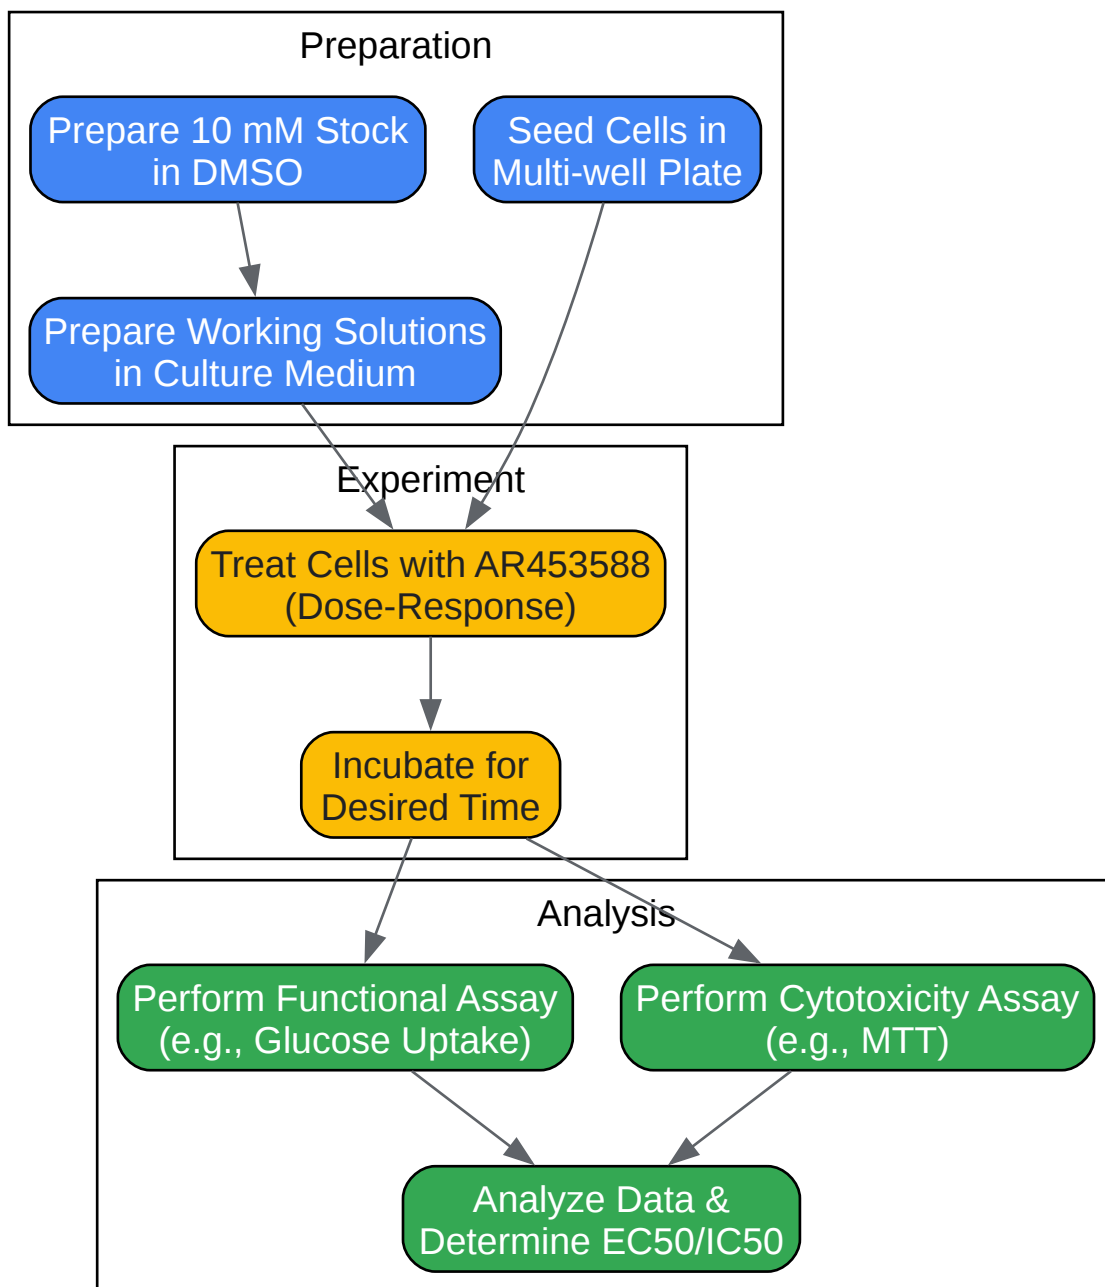 Preparation
Prepare 10 mM Stock
in DMSO
Seed Cells in
Multi-well Plate
Prepare Working Solutions
in Culture Medium
Experiment
Treat Cells with AR453588
(Dose-Response)
Incubate for
Desired Time
Analysis
Perform Functional Assay
(e.g., Glucose Uptake)
Perform Cytotoxicity Assay
(e.g., MTT)
Analyze Data &
Determine EC50/IC50